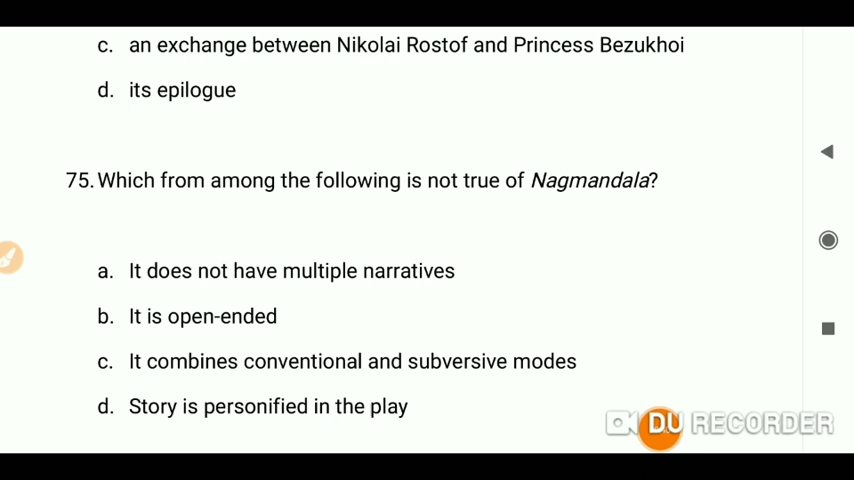 c. an exchange between Nikolai Rostof and Princess Bezukhoi
d. its epilogue
75. Which from among the following is not true of Nagmandala?
a. It does not have multiple narratives
b. It is open-ended
c. It combines conventional and subversive modes
d. Story is personified in the play
DU RECORDER